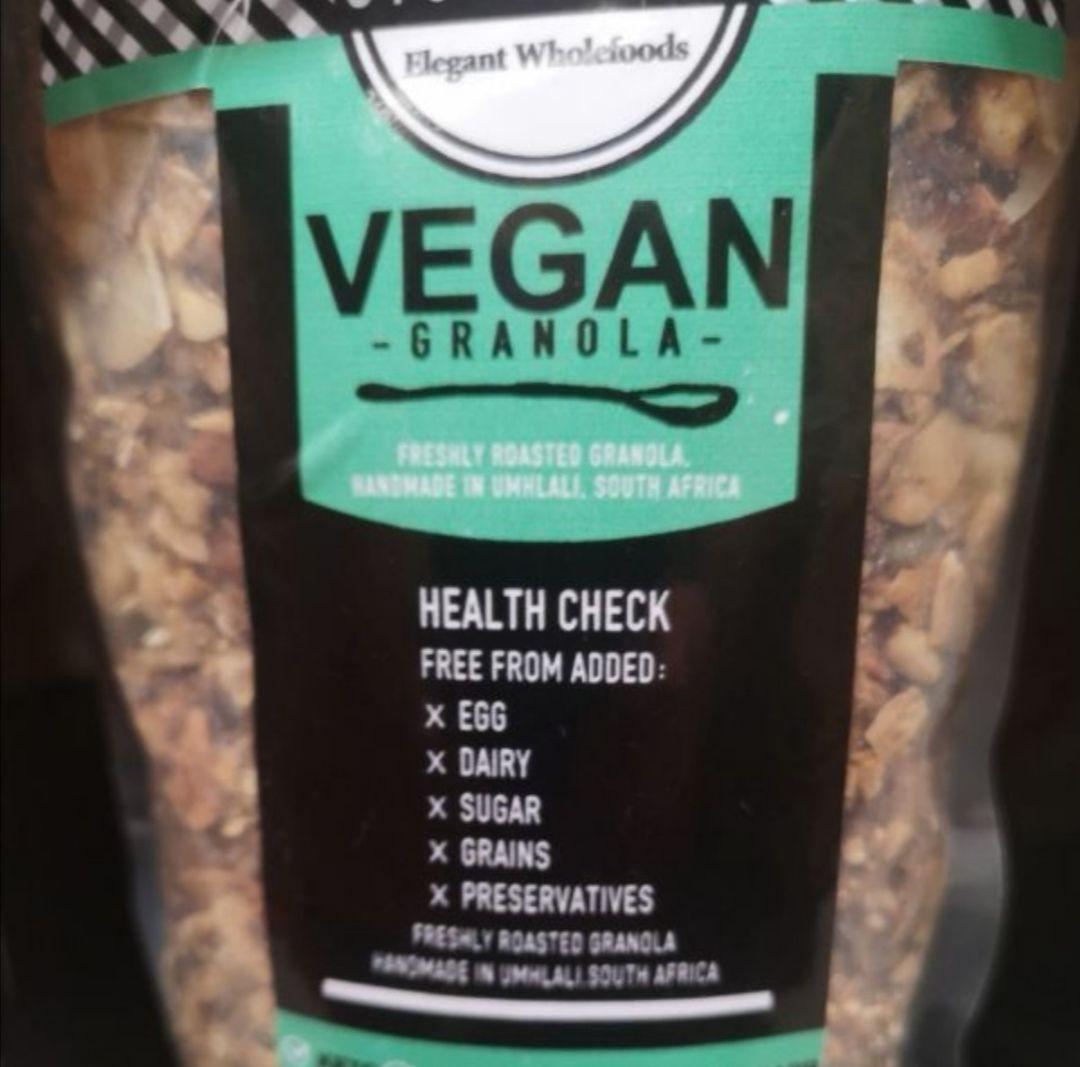 Elegant Wholefoods
VEGAN
-GRANOLA-
FRESHLY ROASTED GRANOLA.
HANDMADE IN UMHLALI. SOUTH AFRICA
HEALTH CHECK
FREE FROM ADDED:
X EGG
X DAIRY
X SUGAR
X GRAINS
X PRESERVATIVES
FRESHLY ROASTED GRANOLA
HANDMADE IN UMHLALI.SOUTH AFRICA